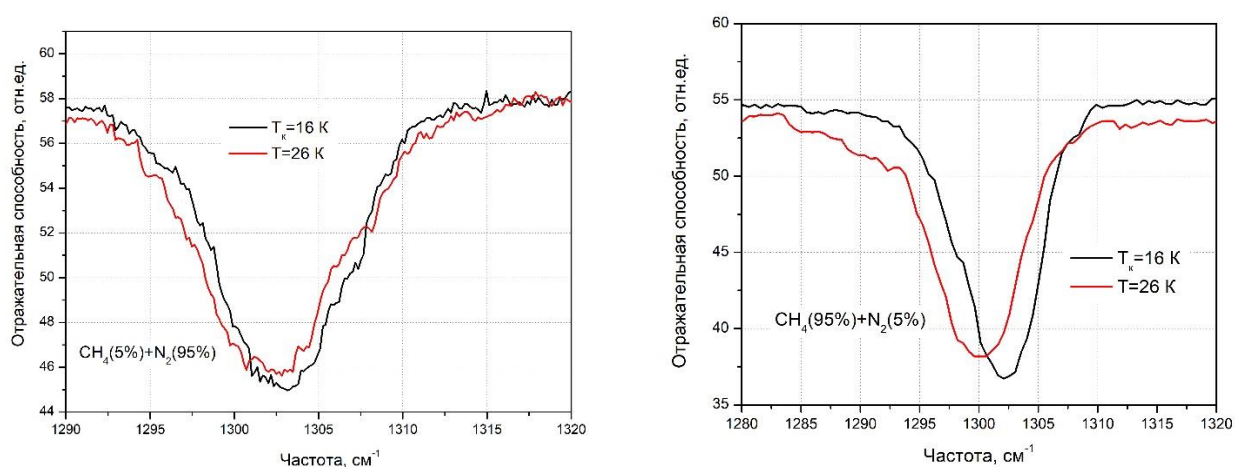 Отражательная способность, отн.ед.
60
58
56
54
52
50
48
46
44
Tк=16 K
T=26 K
CH4(5%)+N2(95%)
1290 1295 1300 1305 1310 1315 1320
Частота, см-1
Отражательная способность, отн.ед.
60
55
50
45
40
35
Tк=16 K
T=26 K
CH4(95%)+N2(5%)
1280 1285 1290 1295 1300 1305 1310 1315 1320
Частота, см-1